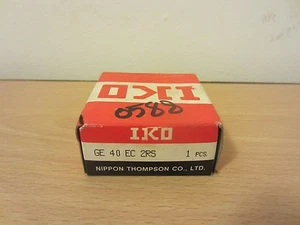 IKO
0588
IKO
GE 40 EC 2RS 1 PCS.
NIPPON THOMPSON CO., LTD.